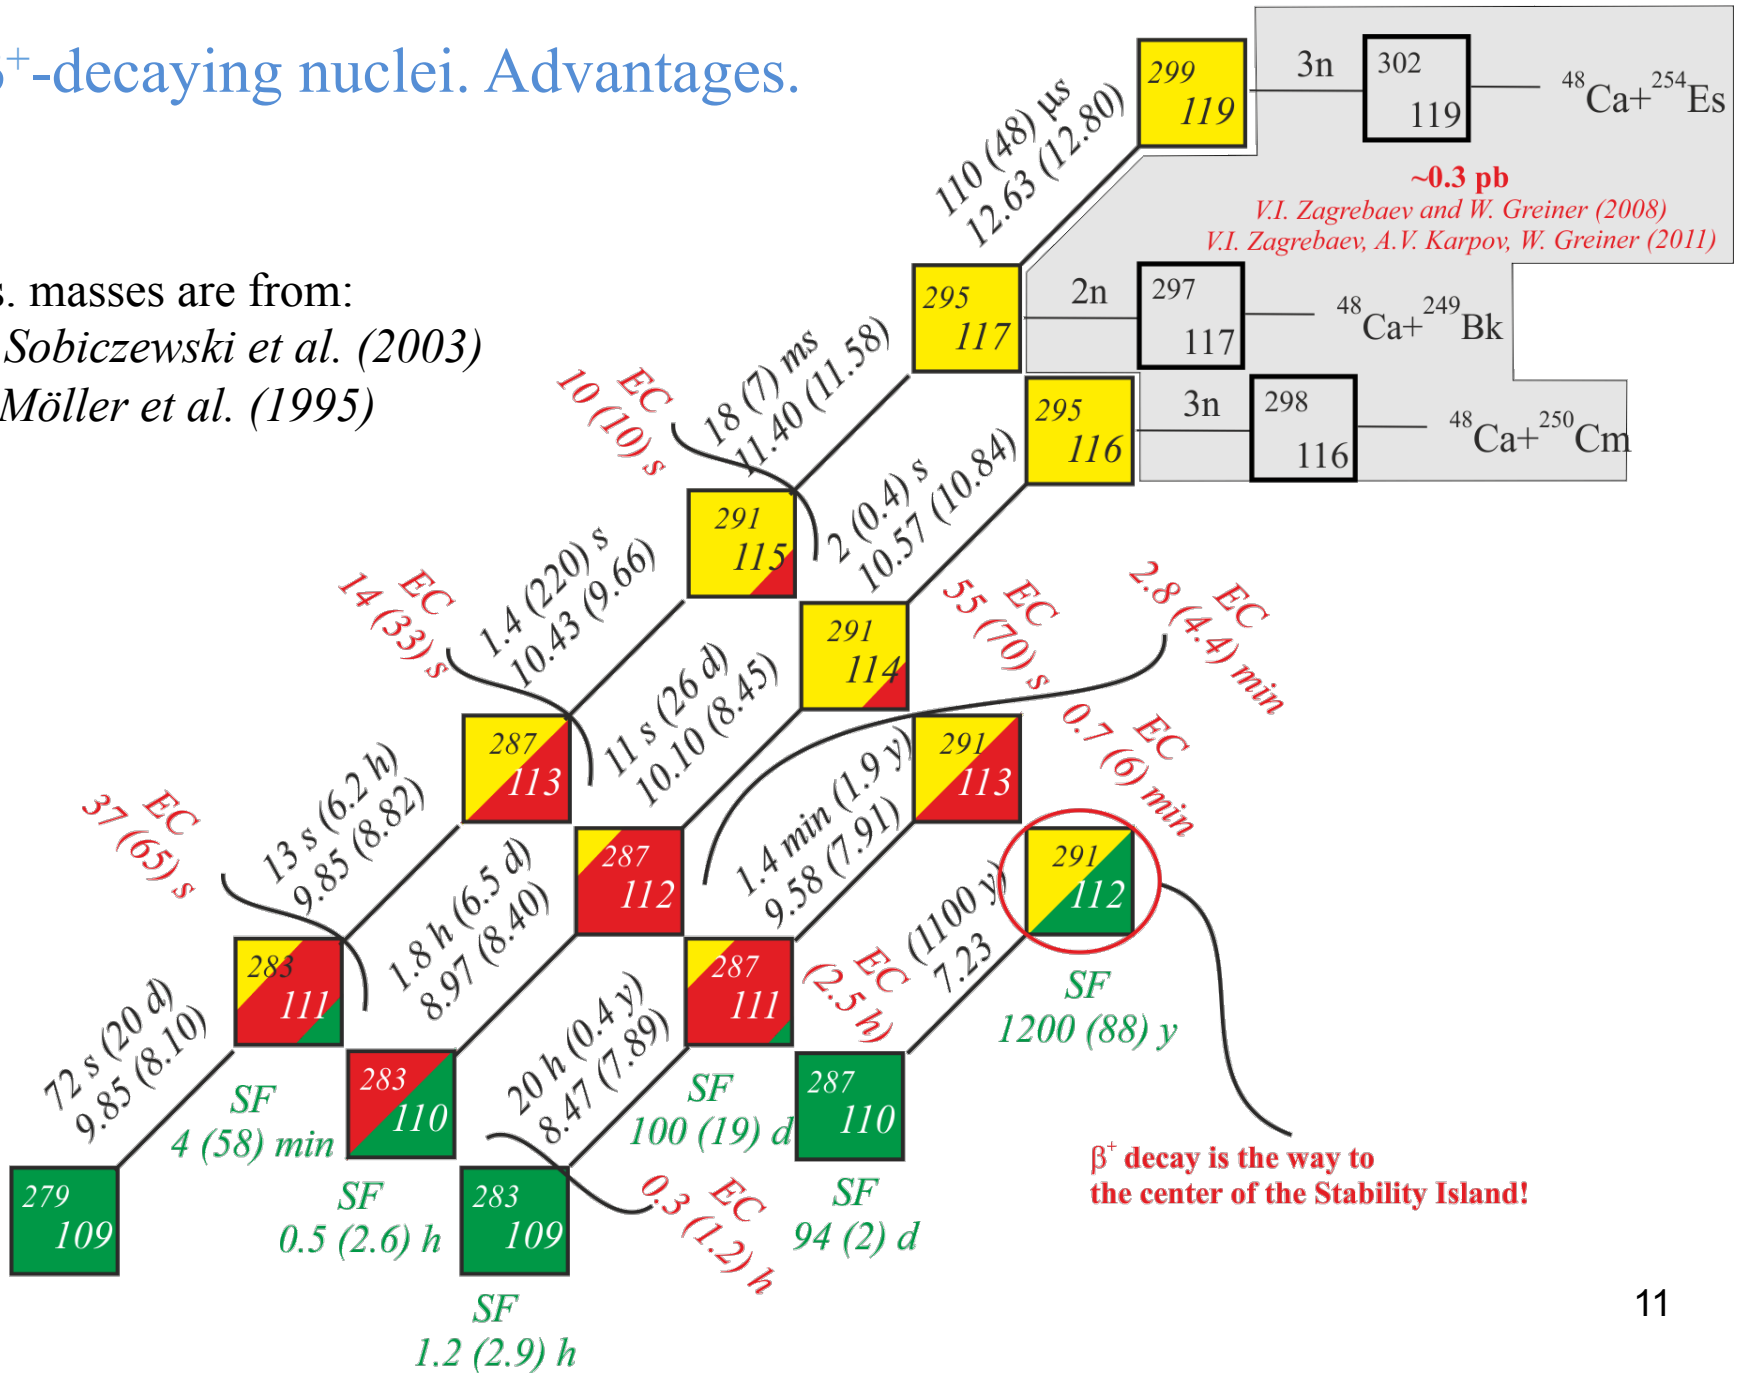 β⁺-decaying nuclei. Advantages.
s. masses are from:
Sobiczewski et al. (2003)
Möller et al. (1995)
299
119
3n
302
119
⁴⁸Ca+²⁵⁴Es
~0.3 pb
V.I. Zagrebaev and W. Greiner (2008)
V.I. Zagrebaev, A.V. Karpov, W. Greiner (2011)
110 (48) µs
12.63 (12.80)
295
117
2n
297
117
⁴⁸Ca+²⁴⁹Bk
295
116
3n
298
116
⁴⁸Ca+²⁵⁰Cm
18 (7) ms
11.40 (11.58)
EC
10 (10) s
291
115
2 (0.4) s
10.57 (10.84)
EC
14 (33) s
1.4 (220) s
10.43 (9.66)
291
114
EC
55 (70) s
EC
2.8 (4.4) min
287
113
11 s (26 d)
10.10 (8.45)
291
113
EC
0.7 (6) min
EC
37 (65) s
13 s (6.2 h)
9.85 (8.82)
287
112
1.4 min (1.9 y)
9.58 (7.91)
291
112
SF
1200 (88) y
283
111
1.8 h (6.5 d)
8.97 (8.40)
287
111
EC
(2.5 h)
(1100 y)
7.23
72 s (20 d)
9.85 (8.10)
SF
4 (58) min
283
110
20 h (0.4 y)
8.47 (7.89)
SF
100 (19) d
287
110
β⁺ decay is the way to
the center of the Stability Island!
279
109
SF
0.5 (2.6) h
283
109
EC
0.3 (1.2) h
SF
94 (2) d
SF
1.2 (2.9) h
11